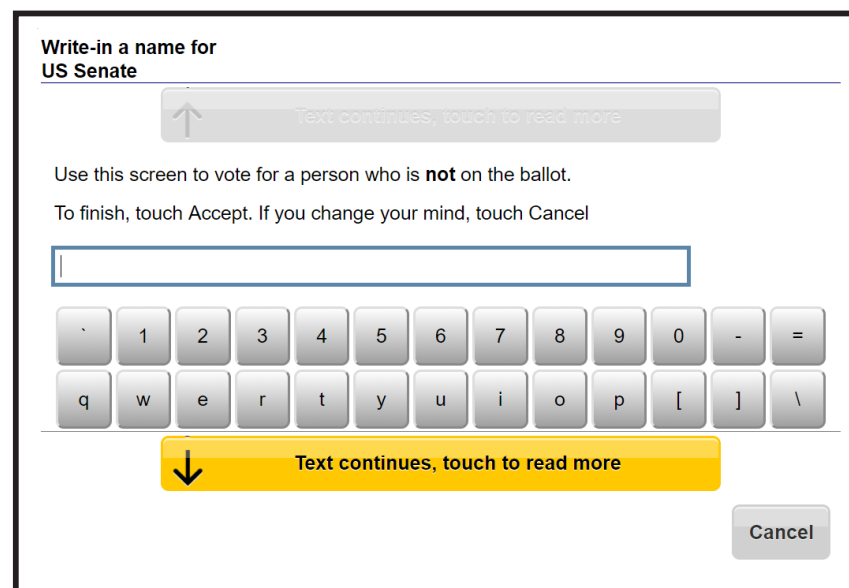 Write-in a name for
US Senate
Text continues, touch to read more
Use this screen to vote for a person who is not on the ballot.
To finish, touch Accept. If you change your mind, touch Cancel
` 1 2 3 4 5 6 7 8 9 0 - =
q w e r t y u i o p [ ] \
Text continues, touch to read more
Cancel